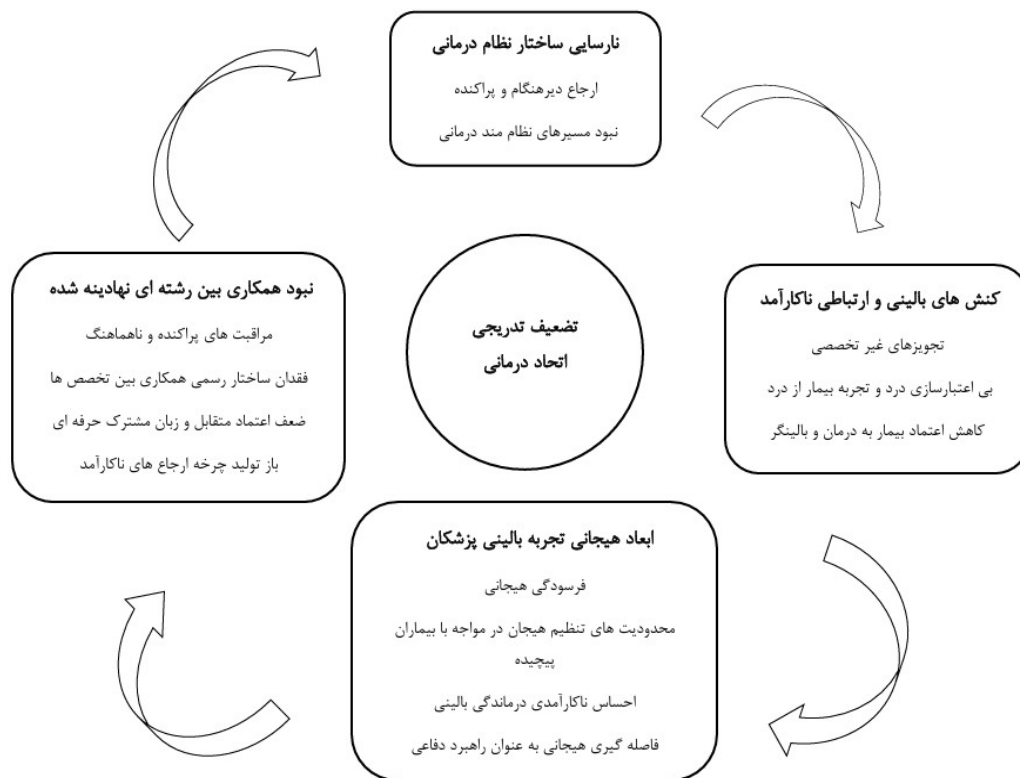 نارسایی ساختار نظام درمانی
ارجاع دیرهنگام و پراکنده
نبود مسیرهای نظام مند درمانی
کنش های بالینی و ارتباطی ناکارآمد
تجویزهای غیر تخصصی
بی اعتبارسازی درد و تجربه بیمار از درد
کاهش اعتماد بیمار به درمان و بالینگر
تضعیف تدریجی
اتحاد درمانی
نبود همکاری بین رشته ای نهادینه شده
مراقبت های پراکنده و ناهماهنگ
فقدان ساختار رسمی همکاری بین تخصص ها
ضعف اعتماد متقابل و زبان مشترک حرفه ای
باز تولید چرخه ارجاع های ناکارآمد
ابعاد هیجانی تجربه بالینی پزشکان
فرسودگی هیجانی
محدودیت های تنظیم هیجان در مواجه با بیماران
پیچیده
احساس ناکارآمدی درماندگی بالینی
فاصله گیری هیجانی به عنوان راهبرد دفاعی